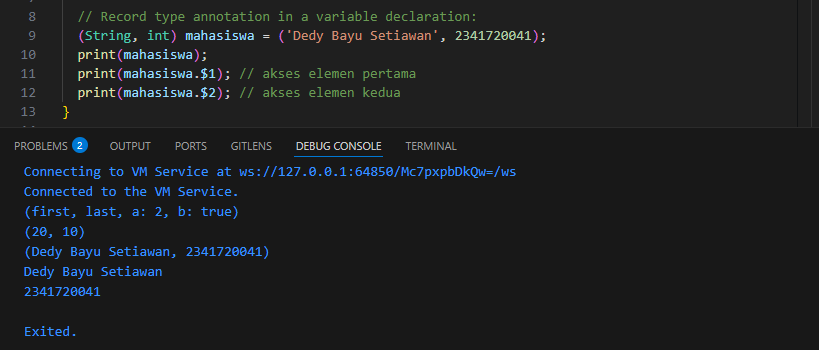 8 // Record type annotation in a variable declaration:
9 (String, int) mahasiswa = ('Dedy Bayu Setiawan', 2341720041);
10 print(mahasiswa);
11 print(mahasiswa.$1); // akses elemen pertama
12 print(mahasiswa.$2); // akses elemen kedua
13 }
PROBLEMS 2 OUTPUT PORTS GITLENS DEBUG CONSOLE TERMINAL
Connecting to VM Service at ws://127.0.0.1:64850/Mc7pxpbDkQw=/ws
Connected to the VM Service.
(first, last, a: 2, b: true)
(20, 10)
(Dedy Bayu Setiawan, 2341720041)
Dedy Bayu Setiawan
2341720041
Exited.